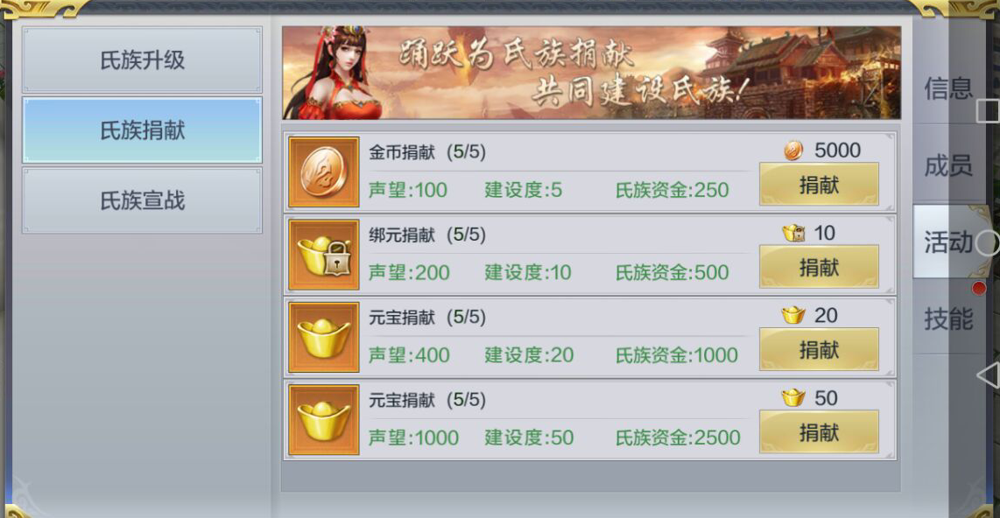 氏族升级
氏族捐献
氏族宣战
踊跃为氏族捐献
共同建设氏族!
金币捐献 (5/5)
5000
声望:100 建设度:5 氏族资金:250
捐献
绑元捐献 (5/5)
10
声望:200 建设度:10 氏族资金:500
捐献
元宝捐献 (5/5)
20
声望:400 建设度:20 氏族资金:1000
捐献
元宝捐献 (5/5)
50
声望:1000 建设度:50 氏族资金:2500
捐献
信息
成员
活动
技能